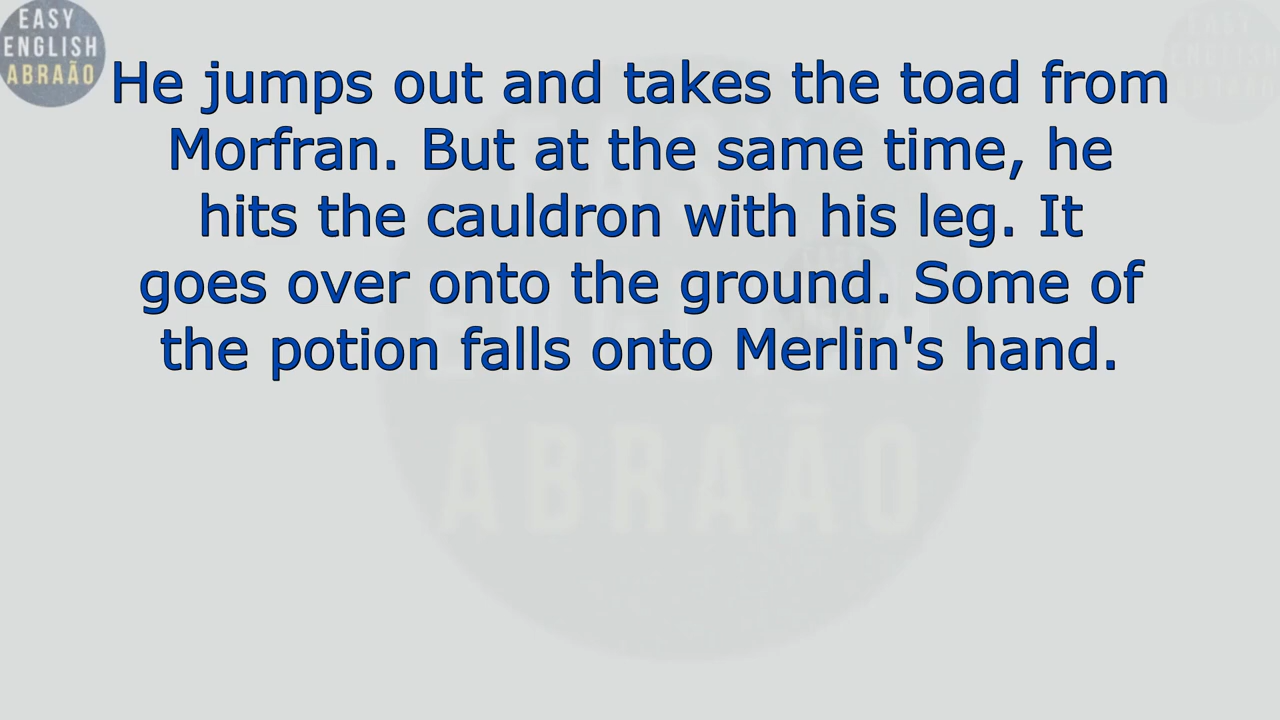 EASY
ENGLISH
ABRAÃO
He jumps out and takes the toad from
Morfran. But at the same time, he
hits the cauldron with his leg. It
goes over onto the ground. Some of
the potion falls onto Merlin's hand.
ABRAÃO